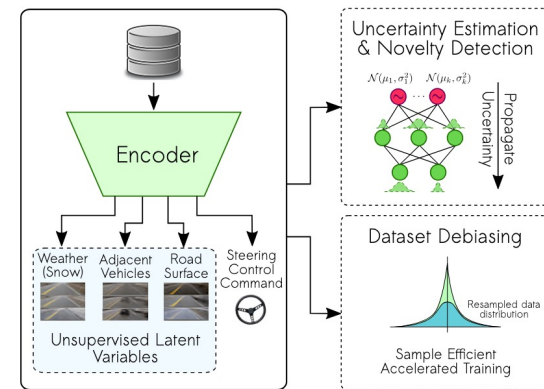 Encoder
Weather
(Snow)
Adjacent
Vehicles
Road
Surface
Steering
Control
Command
Unsupervised Latent
Variables
Uncertainty Estimation
& Novelty Detection
𝒩(μ₁,σ₁²) ... 𝒩(μₖ,σₖ²)
Propagate
Uncertainty
Dataset Debiasing
Resampled data
distribution
Sample Efficient
Accelerated Training